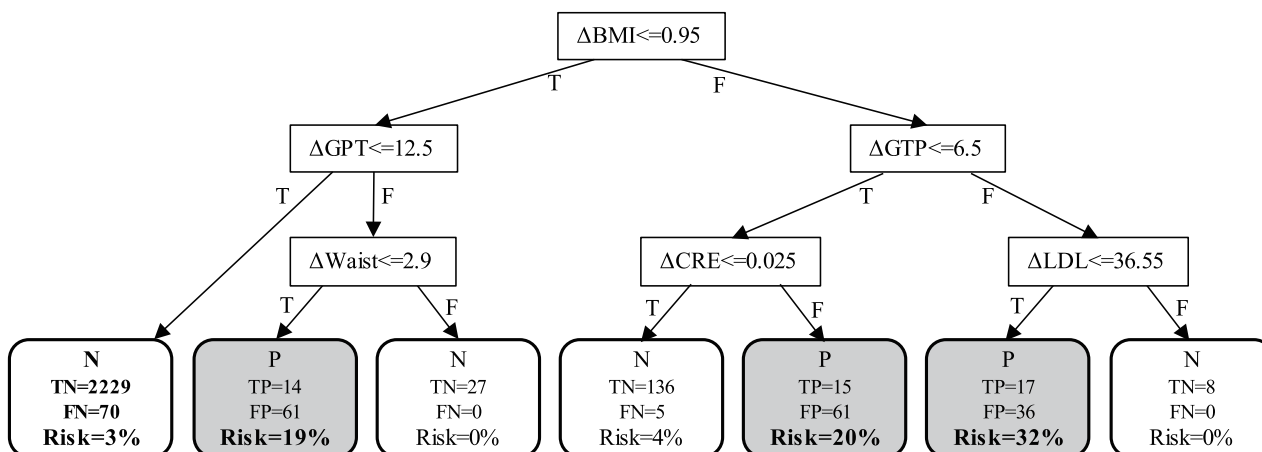 ΔBMI<=0.95
T
F
ΔGPT<=12.5
ΔGTP<=6.5
T
F
T
F
ΔWaist<=2.9
ΔCRE<=0.025
ΔLDL<=36.55
T
F
T
F
T
F
N
TN=2229
FN=70
Risk=3%
P
TP=14
FP=61
Risk=19%
N
TN=27
FN=0
Risk=0%
N
TN=136
FN=5
Risk=4%
P
TP=15
FP=61
Risk=20%
P
TP=17
FP=36
Risk=32%
N
TN=8
FN=0
Risk=0%